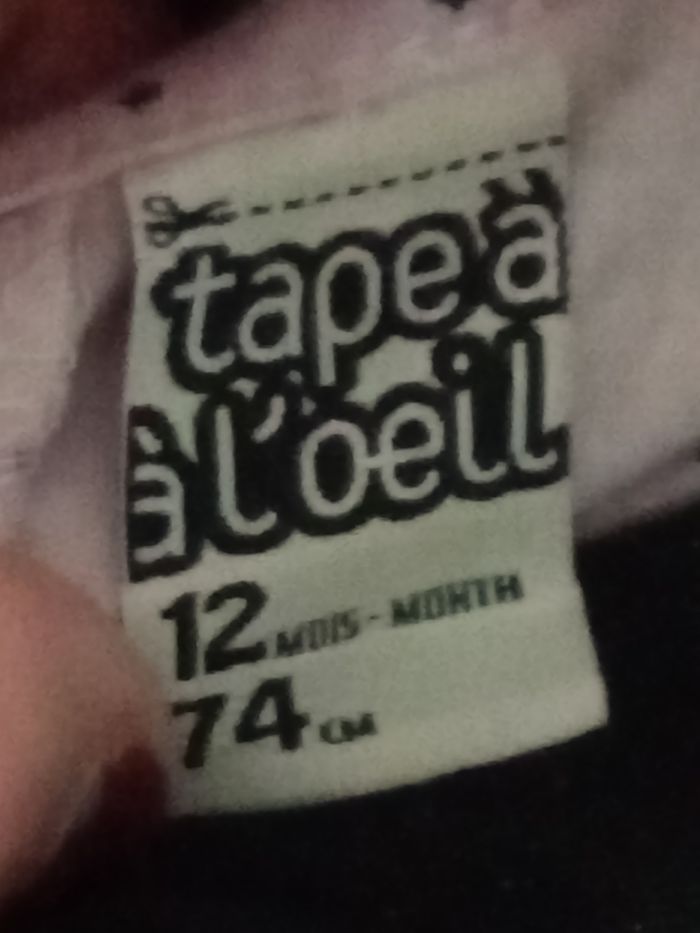 tape à
à l'oeil
12 MOIS - MONTH
74 CM